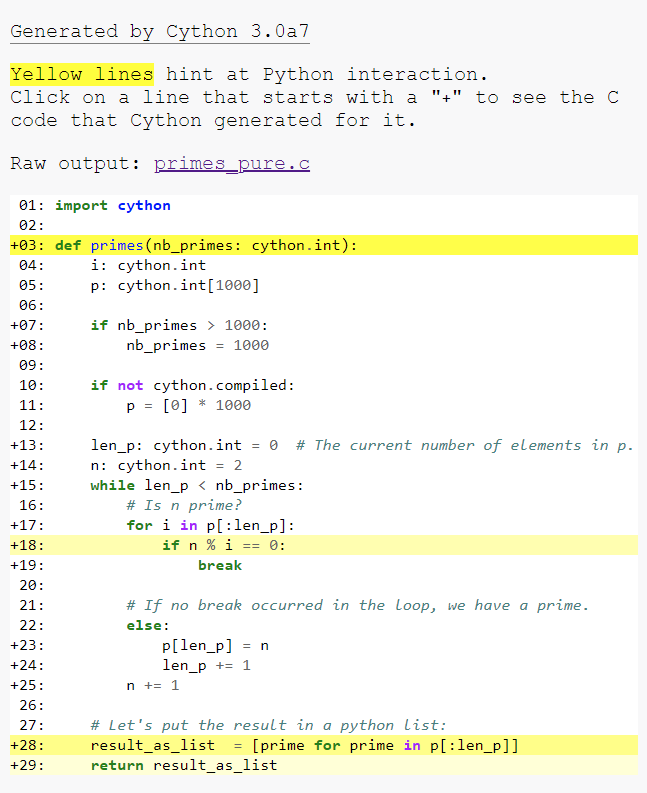 Generated by Cython 3.0a7
Yellow lines hint at Python interaction.
Click on a line that starts with a "+" to see the C
code that Cython generated for it.
Raw output: primes_pure.c
 01: import cython
 02:
+03: def primes(nb_primes: cython.int):
 04:     i: cython.int
 05:     p: cython.int[1000]
 06:
+07:     if nb_primes > 1000:
+08:         nb_primes = 1000
 09:
 10:     if not cython.compiled:
 11:         p = [0] * 1000
 12:
+13:     len_p: cython.int = 0  # The current number of elements in p.
+14:     n: cython.int = 2
+15:     while len_p < nb_primes:
 16:         # Is n prime?
+17:         for i in p[:len_p]:
+18:             if n % i == 0:
+19:                 break
 20:
 21:         # If no break occurred in the loop, we have a prime.
 22:         else:
+23:             p[len_p] = n
+24:             len_p += 1
+25:         n += 1
 26:
 27:     # Let's put the result in a python list:
+28:     result_as_list  = [prime for prime in p[:len_p]]
+29:     return result_as_list